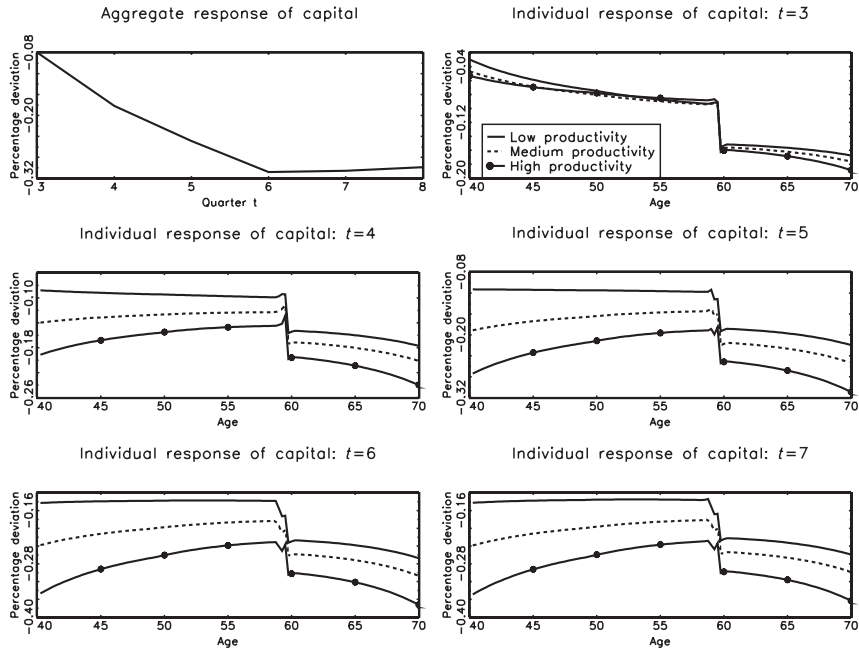 Aggregate response of capital
Percentage deviation
-0.08
-0.20
-0.32
3 4 5 6 7 8
Quarter t
Individual response of capital: t=3
Percentage deviation
-0.04
-0.12
-0.20
Low productivity
Medium productivity
High productivity
40 45 50 55 60 65 70
Age
Individual response of capital: t=4
Percentage deviation
-0.10
-0.18
-0.26
40 45 50 55 60 65 70
Age
Individual response of capital: t=5
Percentage deviation
-0.08
-0.20
-0.32
40 45 50 55 60 65 70
Age
Individual response of capital: t=6
Percentage deviation
-0.16
-0.28
-0.40
40 45 50 55 60 65 70
Age
Individual response of capital: t=7
Percentage deviation
-0.16
-0.28
-0.40
40 45 50 55 60 65 70
Age